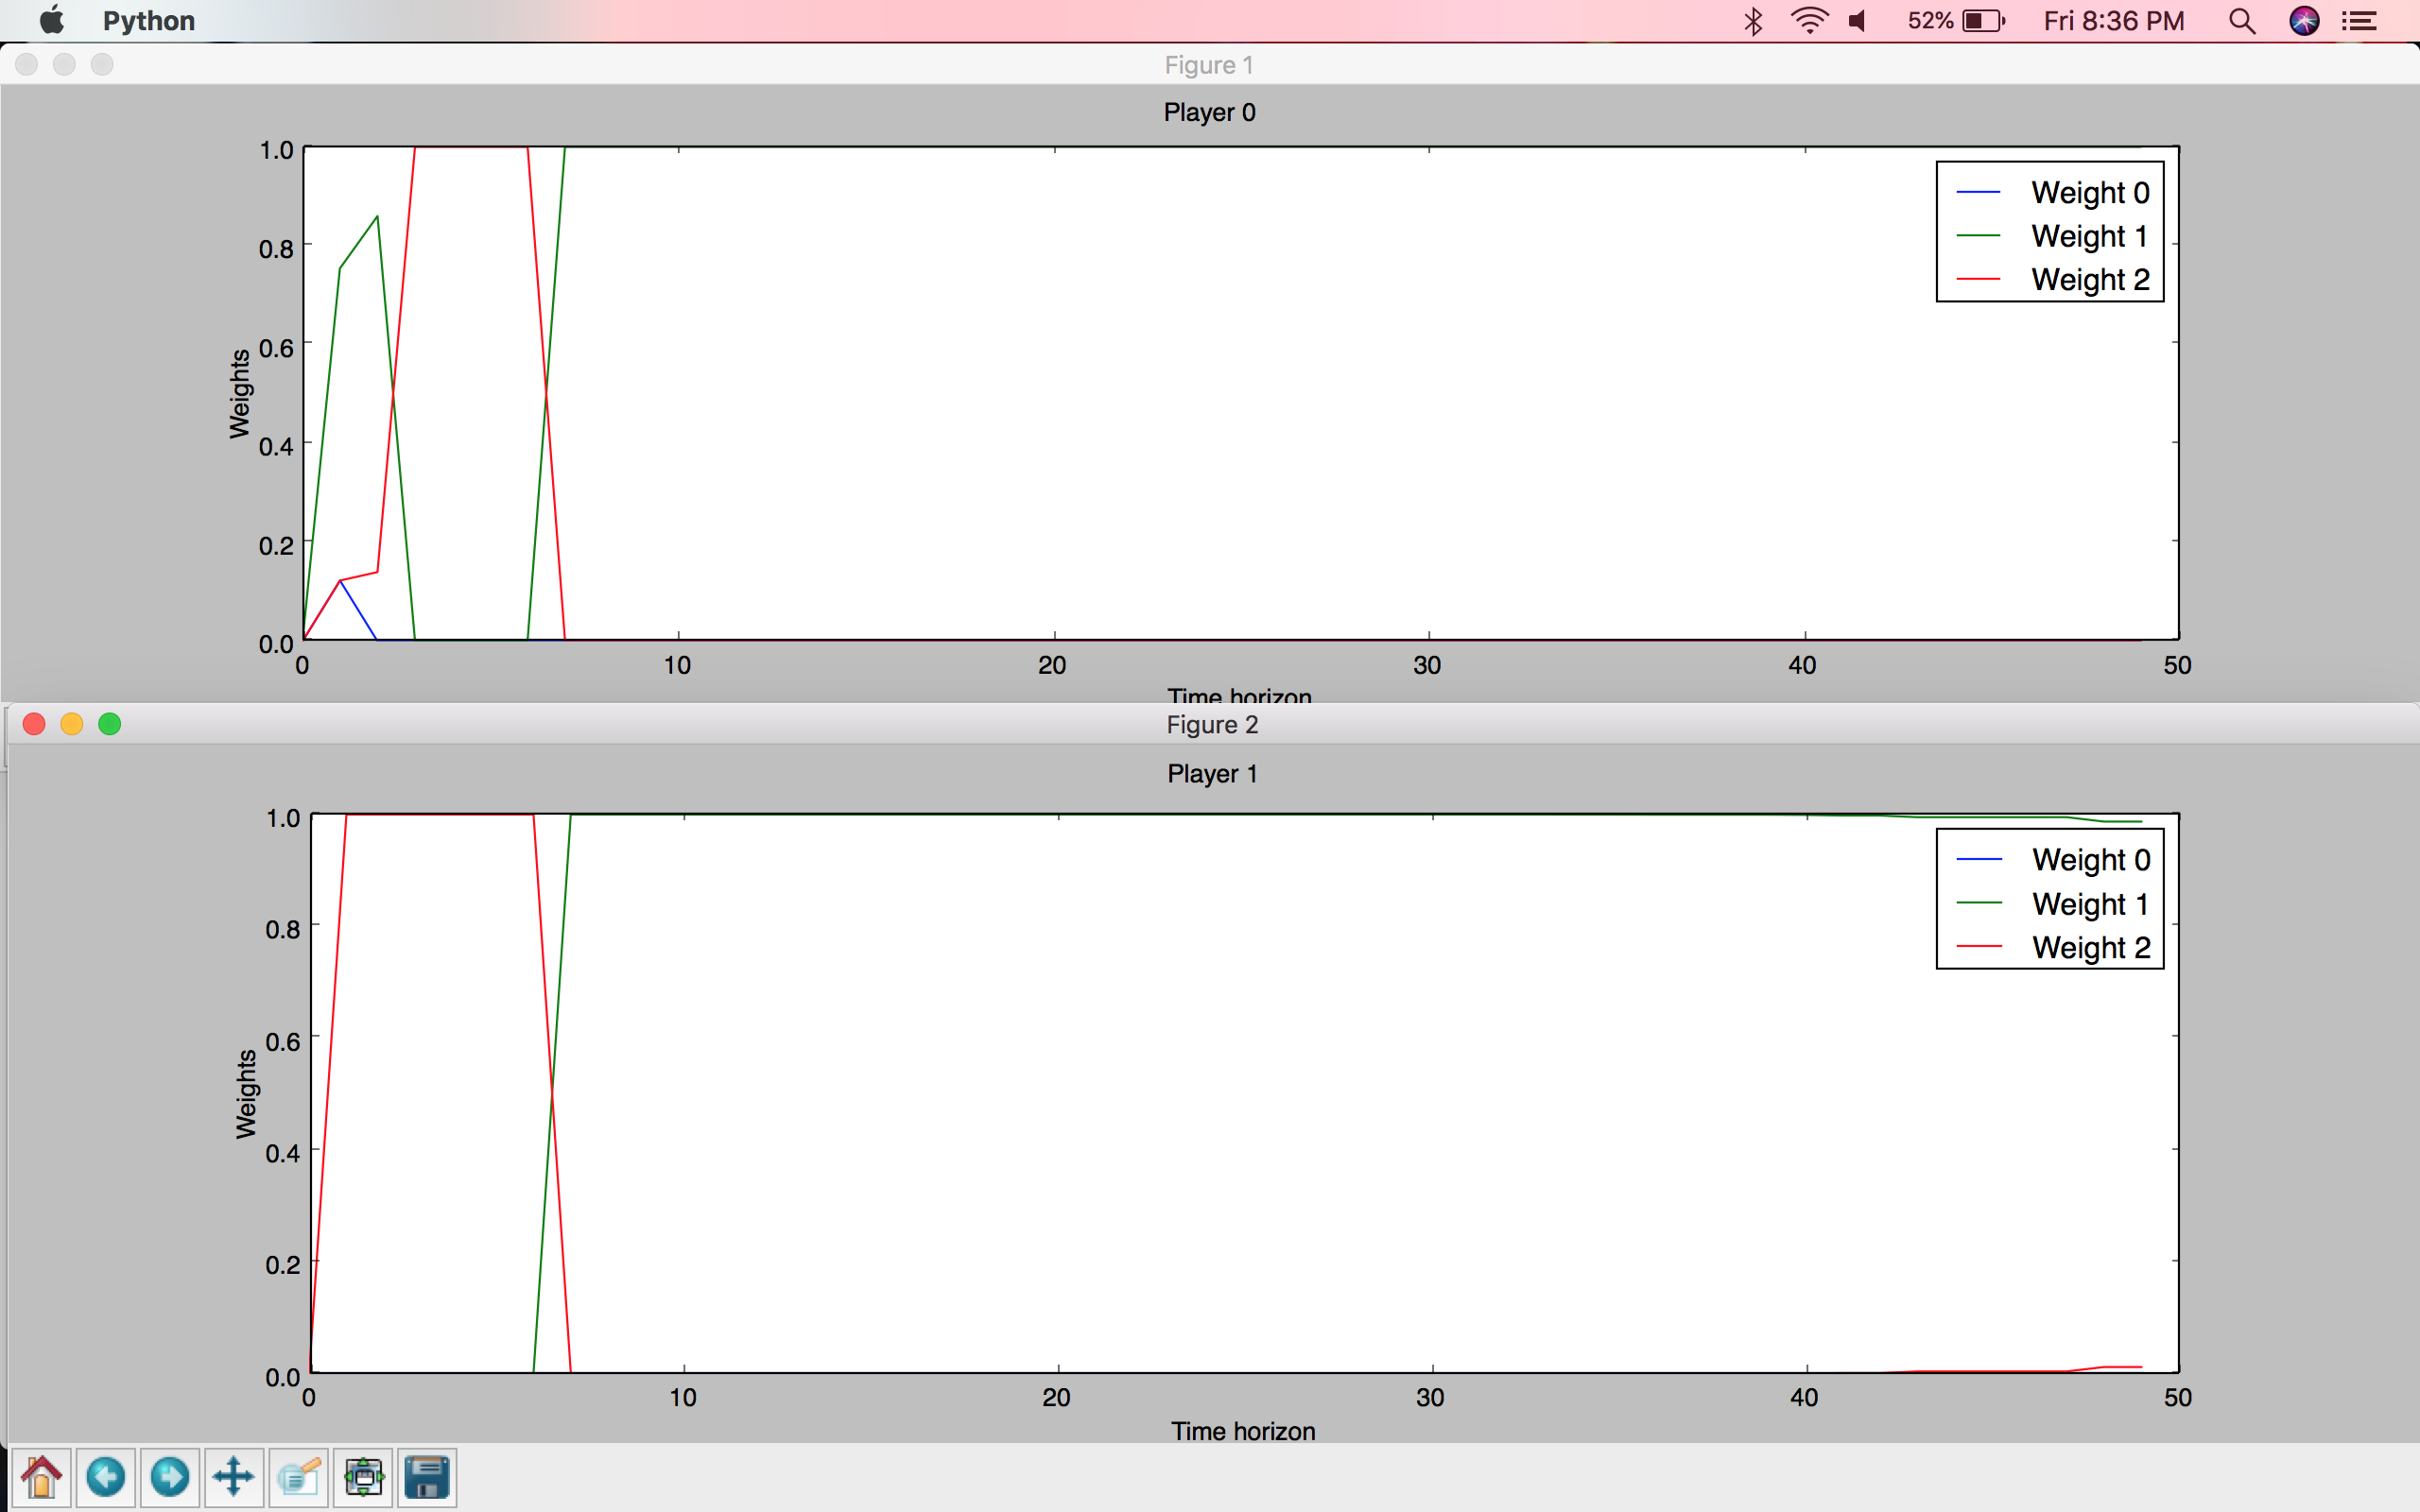 Python 52% Fri 8:36 PM
Figure 1
Player 0
1.0
0.8
0.6
0.4
0.2
0.0
Weights
Weight 0
Weight 1
Weight 2
0 10 20 30 40 50
Time horizon
Figure 2
Player 1
1.0
0.8
0.6
0.4
0.2
0.0
Weights
Weight 0
Weight 1
Weight 2
0 10 20 30 40 50
Time horizon